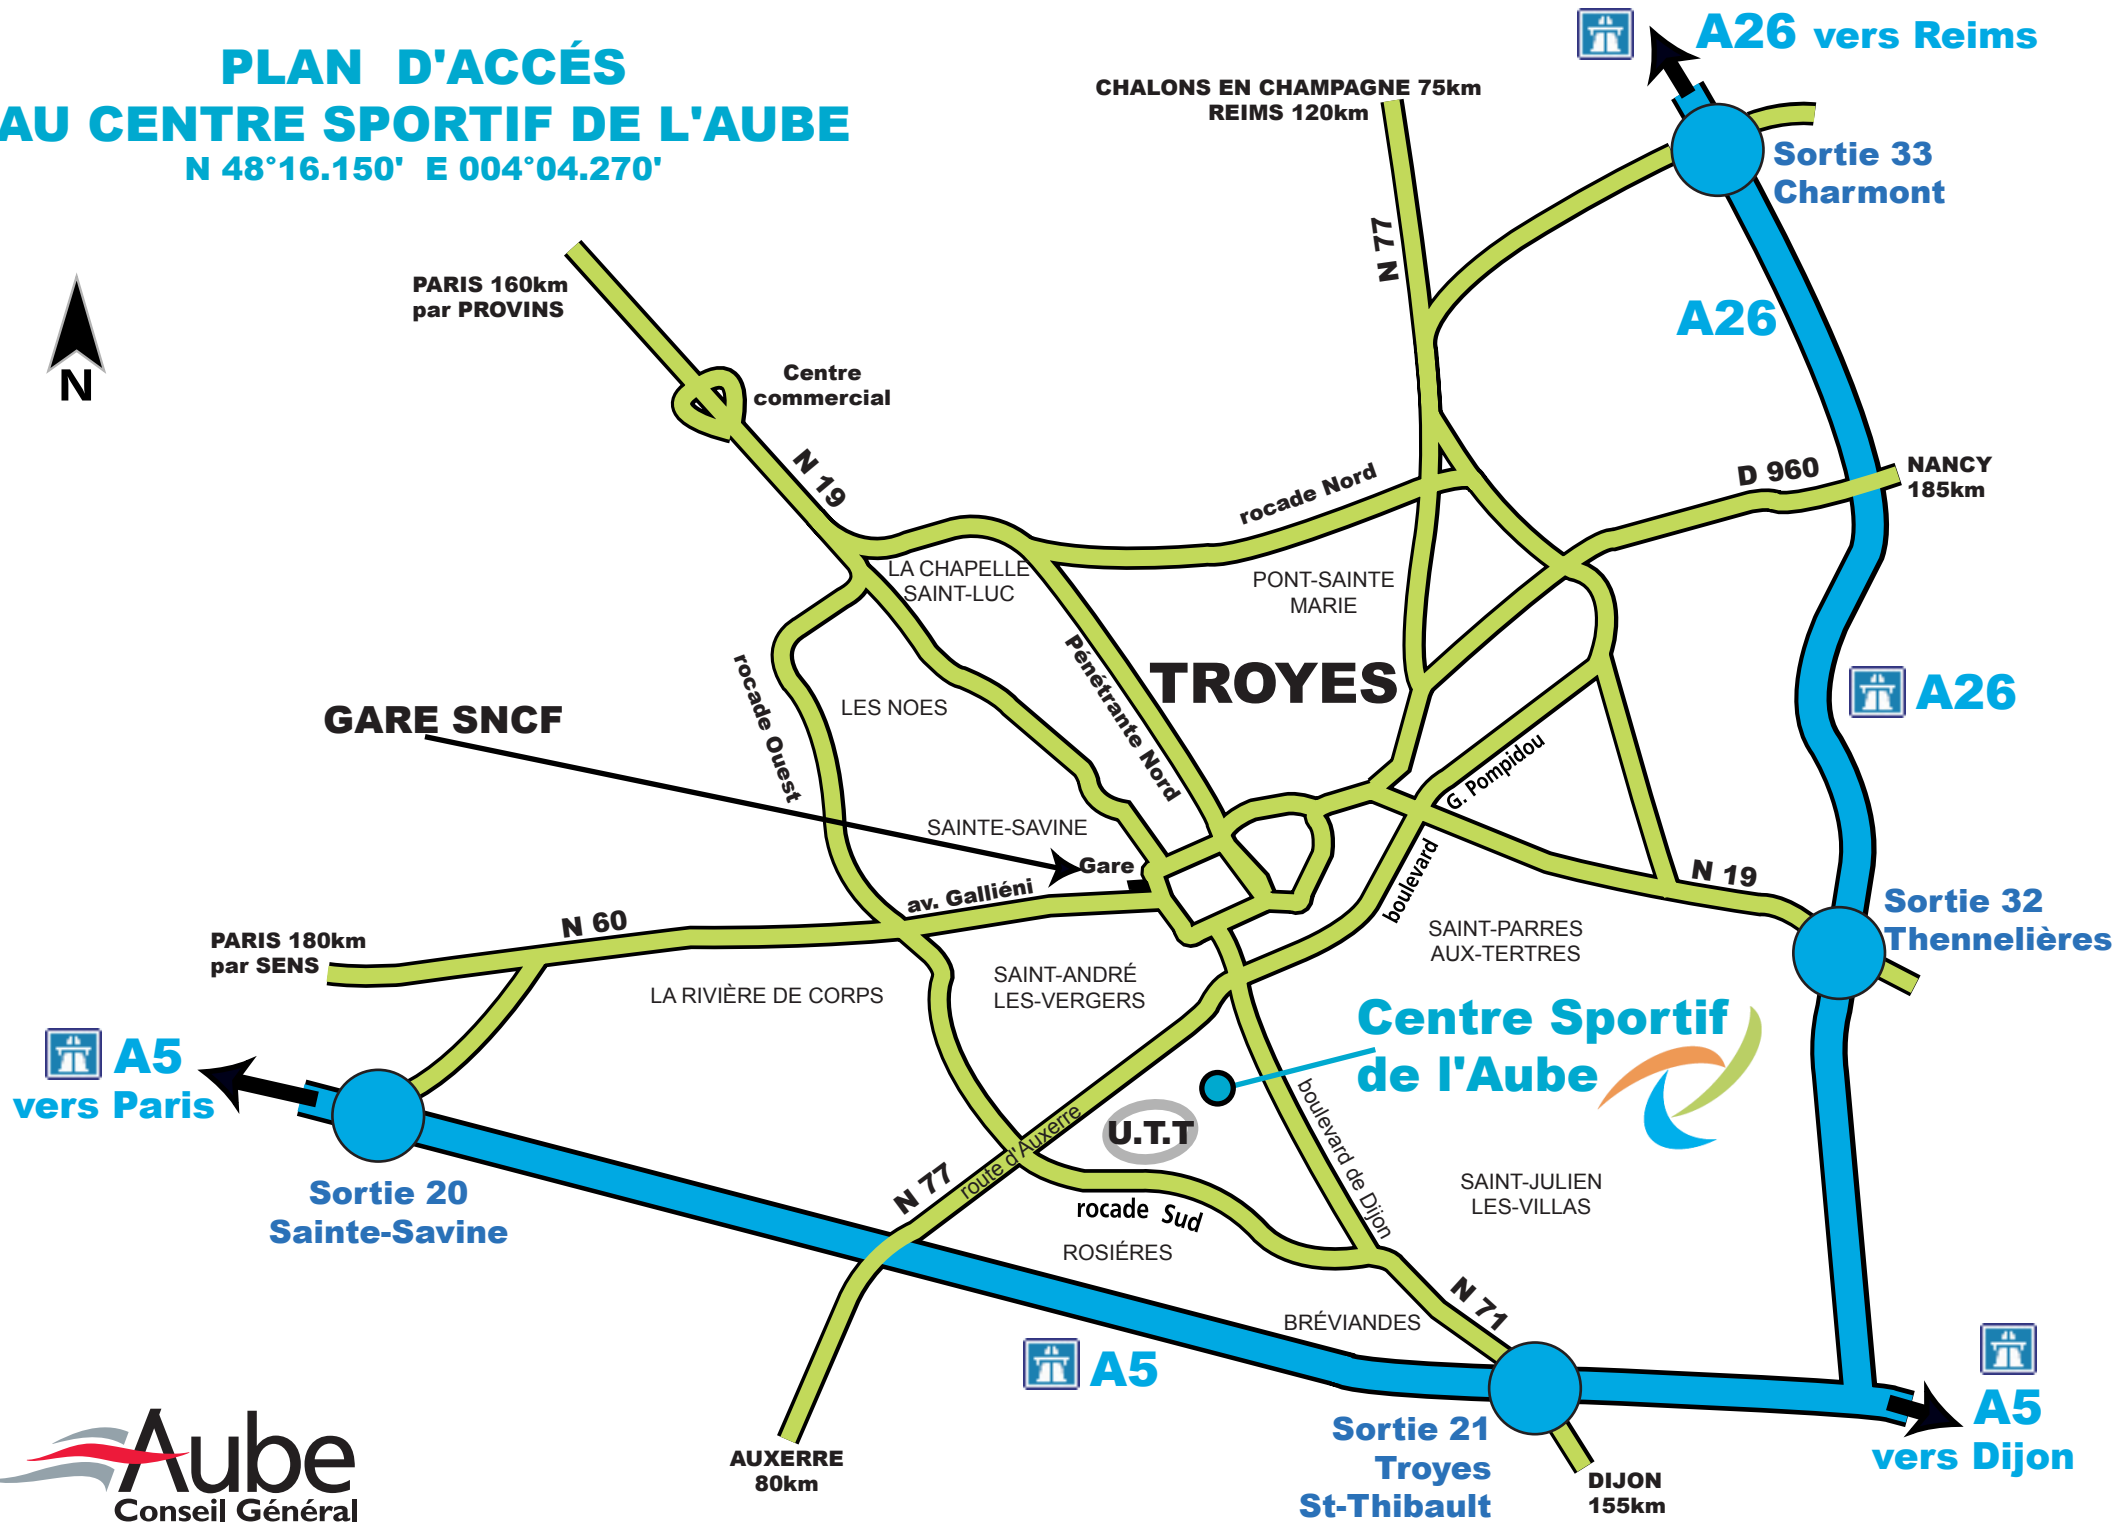 PLAN D'ACCÉS
AU CENTRE SPORTIF DE L'AUBE
N 48°16.150' E 004°04.270'
A26 vers Reims
CHALONS EN CHAMPAGNE 75km
REIMS 120km
Sortie 33
Charmont
N 77
PARIS 160km
par PROVINS
A26
N
Centre
commercial
N 19
rocade Nord
D 960
NANCY
185km
LA CHAPELLE
SAINT-LUC
PONT-SAINTE
MARIE
Pénétrante Nord
TROYES
rocade Ouest
LES NOES
A26
GARE SNCF
G. Pompidou
boulevard
SAINTE-SAVINE
Gare
av. Galliéni
N 19
Sortie 32
Thennelières
N 60
PARIS 180km
par SENS
SAINT-PARRES
AUX-TERTRES
LA RIVIÈRE DE CORPS
SAINT-ANDRÉ
LES-VERGERS
Centre Sportif
de l'Aube
A5
vers Paris
U.T.T
boulevard de Dijon
route d'Auxerre
N 77
Sortie 20
Sainte-Savine
rocade Sud
SAINT-JULIEN
LES-VILLAS
ROSIÉRES
N 71
BRÉVIANDES
A5
A5
vers Dijon
Sortie 21
Troyes
St-Thibault
AUXERRE
80km
DIJON
155km
Aube
Conseil Général